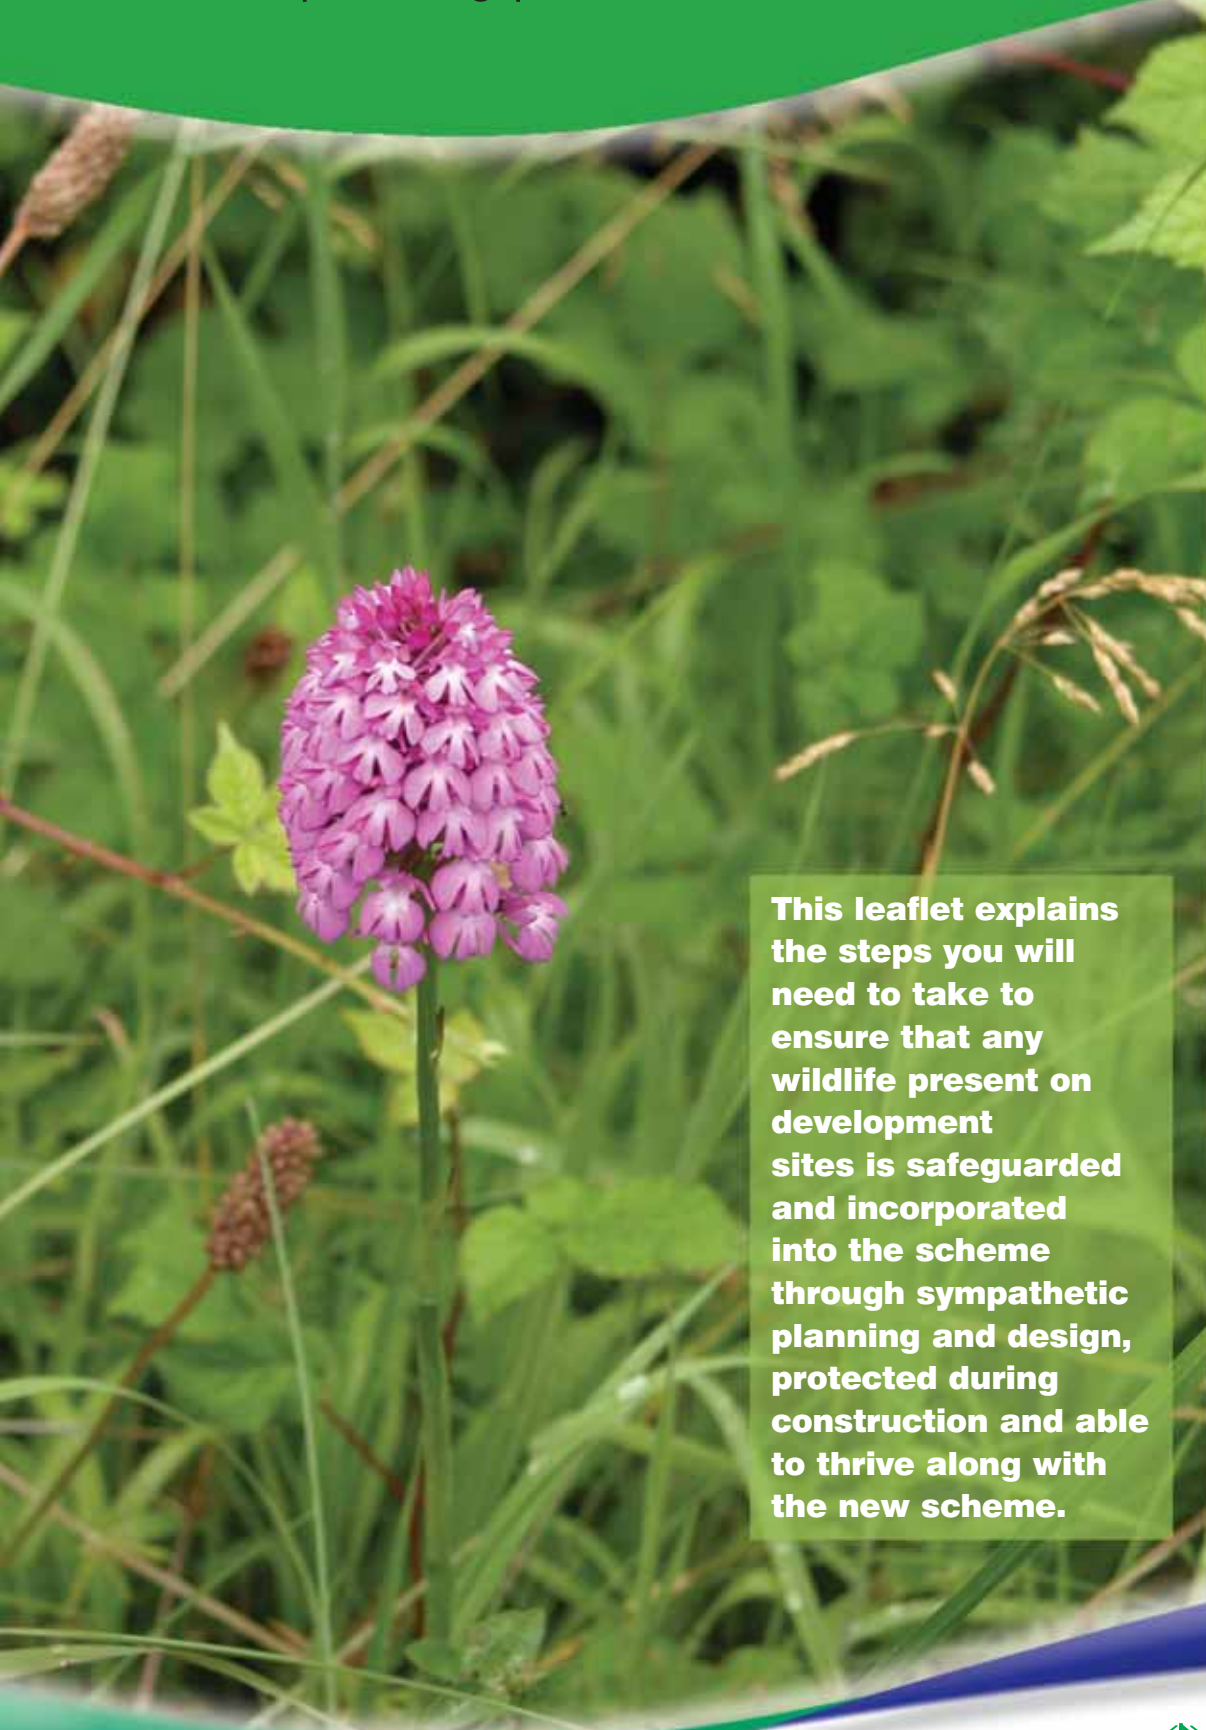 This leaflet explains
the steps you will
need to take to
ensure that any
wildlife present on
development
sites is safeguarded
and incorporated
into the scheme
through sympathetic
planning and design,
protected during
construction and able
to thrive along with
the new scheme.